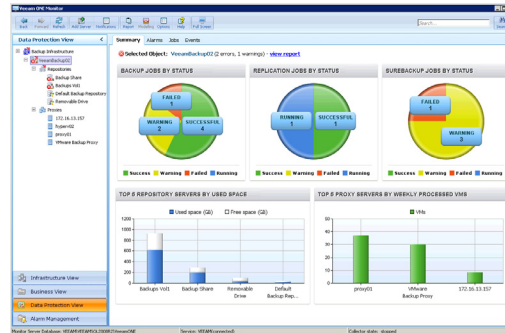 Veeam ONE Monitor
Back Forward Refresh Add Server Notifications Report Modeling Options Help Full Screen
Search...
Data Protection View
Summary Alarms Jobs Events
Backup Infrastructure
VeeamBackup02
Repositories
Backup Share
Backups Vol1
Default Backup Repository
Removable Drive
Proxies
172.16.13.157
hyperv02
proxy01
VMware Backup Proxy
Selected Object: VeeamBackup02 (2 errors, 1 warnings) - view report
BACKUP JOBS BY STATUS
FAILED
1
WARNING
2
SUCCESSFUL
4
Success Warning Failed Running
REPLICATION JOBS BY STATUS
RUNNING
1
SUCCESSFUL
1
Success Warning Failed Running
SUREBACKUP JOBS BY STATUS
FAILED
1
WARNING
3
Success Warning Failed Running
TOP 5 REPOSITORY SERVERS BY USED SPACE
Used space (GB) Free space (GB)
1200
1000
800
600
400
200
0
Backups Vol1 Backup Share Removable Drive Default Backup Rep...
TOP 5 PROXY SERVERS BY WEEKLY PROCESSED VMS
VMs
50
40
30
20
10
0
proxy01 VMware Backup Proxy 172.16.13.157
Infrastructure View
Business View
Data Protection View
Alarm Management
Collector state: stopped